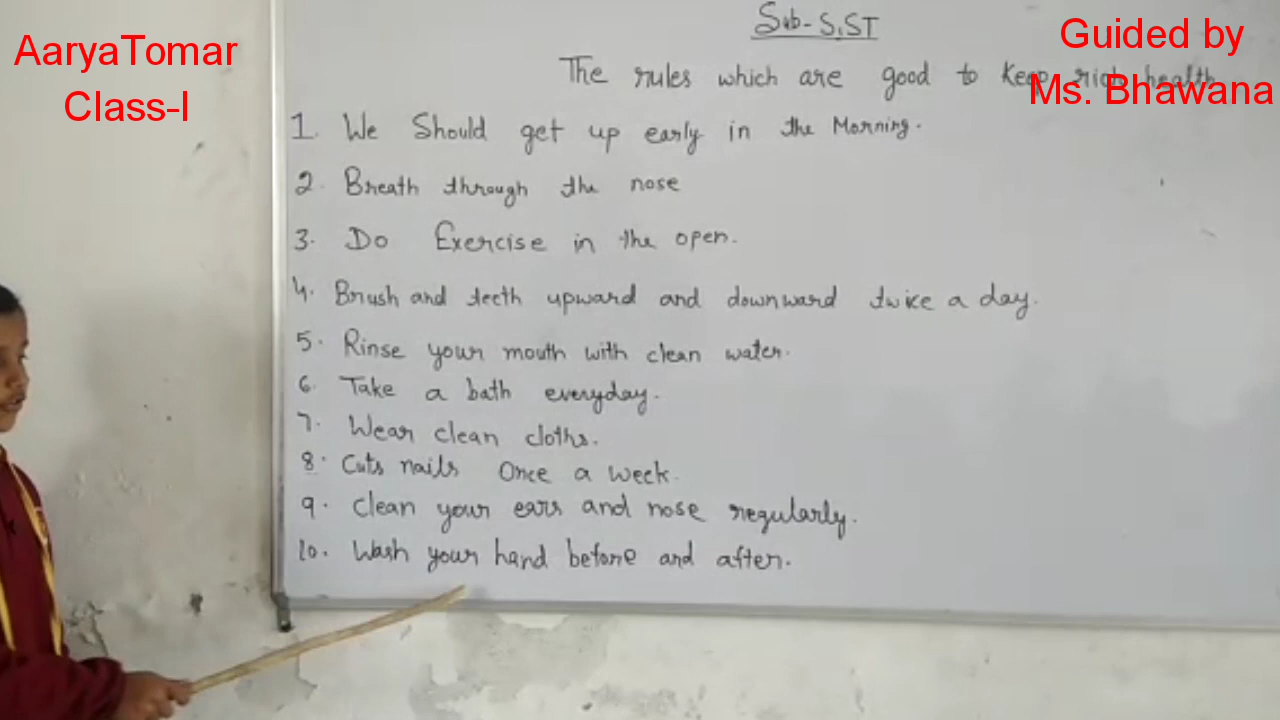 AaryaTomar
Class-I
Guided by
Ms. Bhawana
Sub- S.ST
The rules which are good to keep rich health
1. We Should get up early in the Morning.
2. Breath through the nose
3. Do Exercise in the open.
4. Brush and teeth upward and downward twice a day.
5. Rinse your mouth with clean water.
6. Take a bath everyday.
7. Wear clean cloths.
8. Cuts nails Once a week.
9. Clean your ears and nose regularly.
10. Wash your hand before and after.